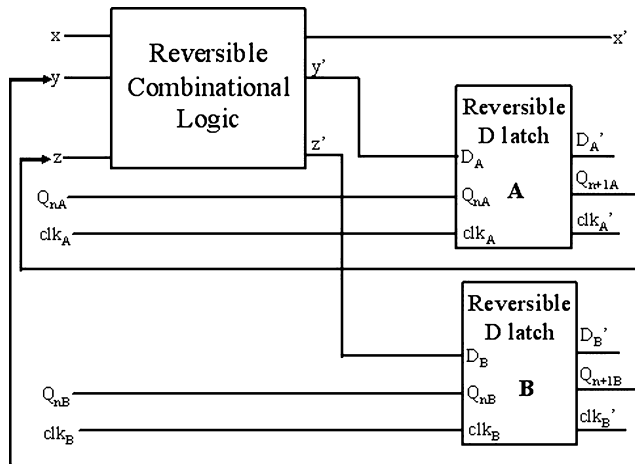 x
Reversible
Combinational
Logic
x'
y
y'
z
z'
Reversible
D latch
A
D_A
Q_nA
clk_A
D_A'
Q_n+1A
clk_A'
Q_nA
clk_A
Reversible
D latch
B
D_B
Q_nB
clk_B
D_B'
Q_n+1B
clk_B'
Q_nB
clk_B